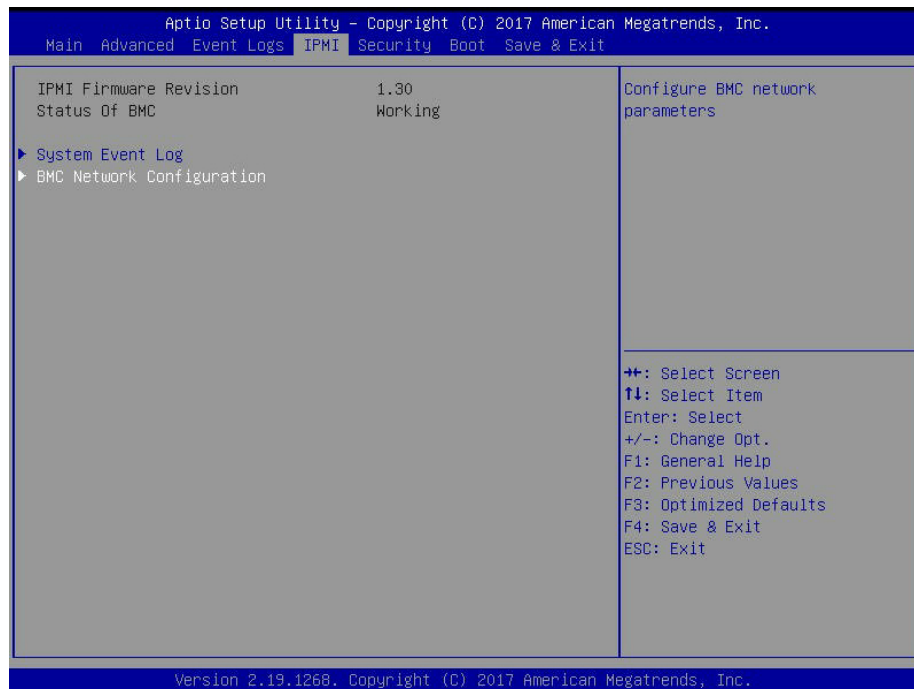 Aptio Setup Utility – Copyright (C) 2017 American Megatrends, Inc.
Main Advanced Event Logs IPMI Security Boot Save & Exit
IPMI Firmware Revision 1.30
Status Of BMC Working
▶ System Event Log
▶ BMC Network Configuration
Configure BMC network
parameters
→←: Select Screen
↑↓: Select Item
Enter: Select
+/-: Change Opt.
F1: General Help
F2: Previous Values
F3: Optimized Defaults
F4: Save & Exit
ESC: Exit
Version 2.19.1268. Copyright (C) 2017 American Megatrends, Inc.